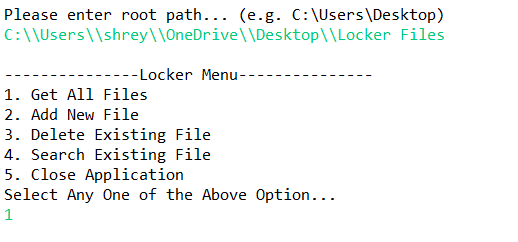 Please enter root path... (e.g. C:\Users\Desktop)
C:\\Users\\shrey\\OneDrive\\Desktop\\Locker Files
---------------Locker Menu---------------
1. Get All Files
2. Add New File
3. Delete Existing File
4. Search Existing File
5. Close Application
Select Any One of the Above Option...
1